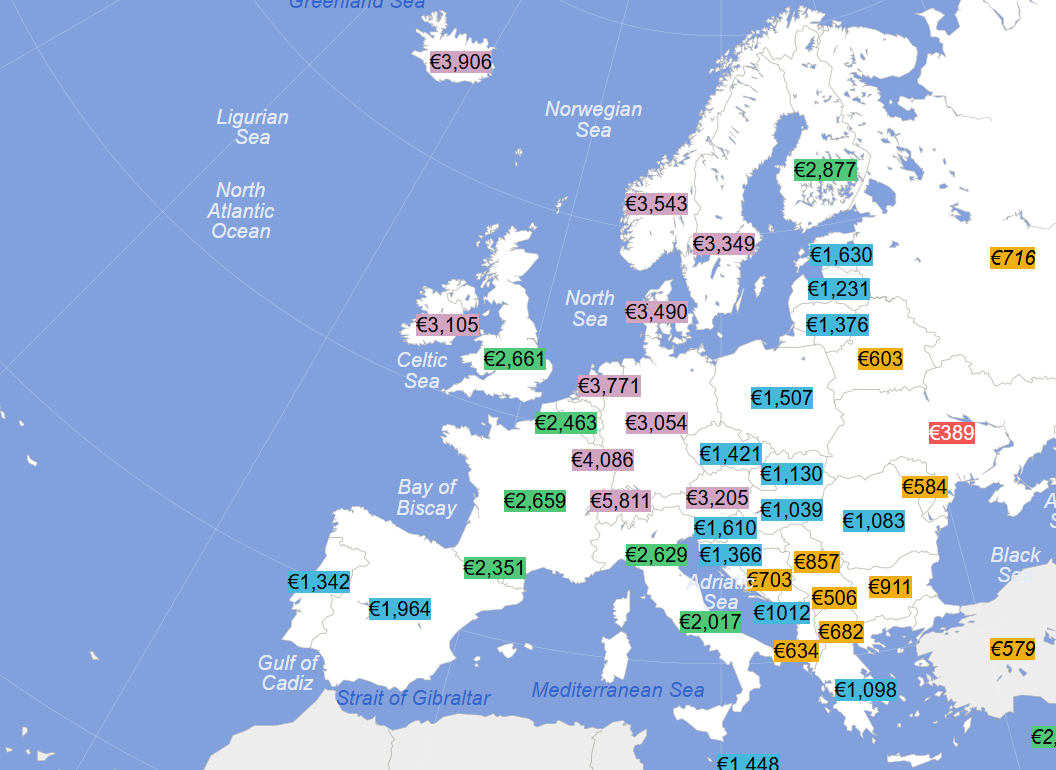 Greenland Sea
€3,906
Ligurian
Sea
Norwegian
Sea
€2,877
North
Atlantic
Ocean
€3,543
€3,349
€1,630
€716
€1,231
North
Sea
€3,490
€3,105
€1,376
€2,661
Celtic
Sea
€603
€3,771
€1,507
€2,463
€3,054
€389
€1,421
€4,086
€1,130
Bay of
Biscay
€2,659
€5,811
€3,205
€584
€1,039
€1,083
€1,610
€2,629
€1,366
Black
Sea
€857
€2,351
€1,342
€703
Adriatic
Sea
€911
€506
€1,964
€1012
€2,017
€682
€634
€579
Gulf of
Cadiz
Strait of Gibraltar
Mediterranean Sea
€1,098
€2,
€1,448